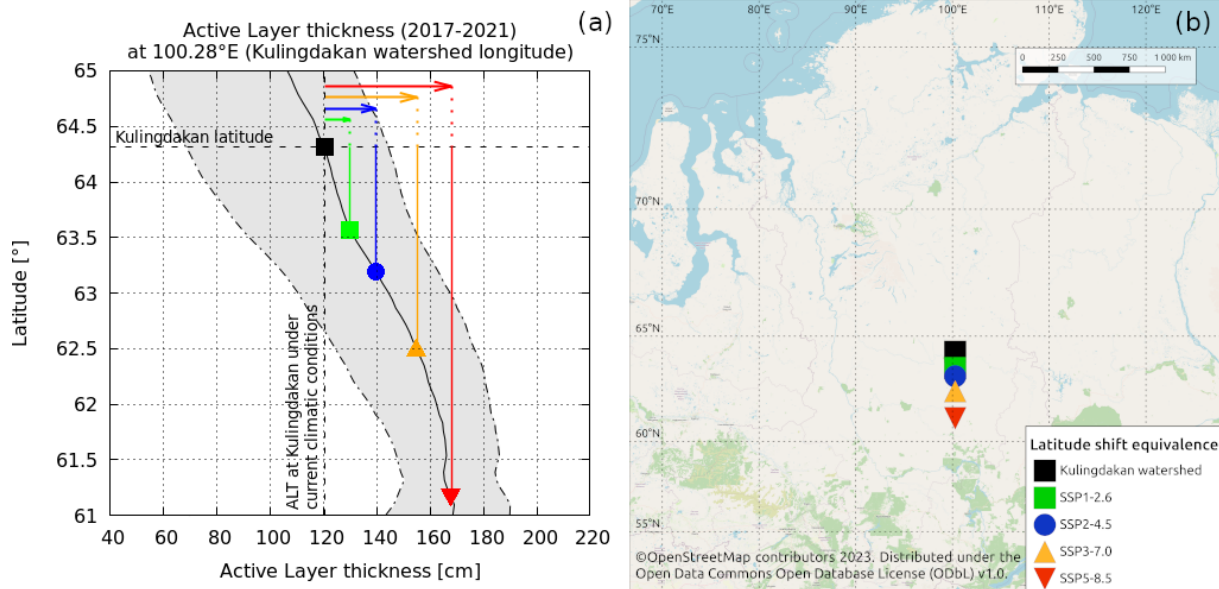 Active Layer thickness (2017-2021)
at 100.28°E (Kulingdakan watershed longitude)
(a)
65
64.5
64
63.5
63
62.5
62
61.5
61
Latitude [°]
Kulingdakan latitude
ALT at Kulingdakan under
current climatic conditions
40 60 80 100 120 140 160 180 200 220
Active Layer thickness [cm]
(b)
70°E 80°E 90°E 100°E 110°E 120°E
75°N
70°N
65°N
60°N
55°N
0 250 500 750 1 000 km
Latitude shift equivalence
Kulingdakan watershed
SSP1-2.6
SSP2-4.5
SSP3-7.0
SSP5-8.5
©OpenStreetMap contributors 2023. Distributed under the
Open Data Commons Open Database License (ODbL) v1.0.